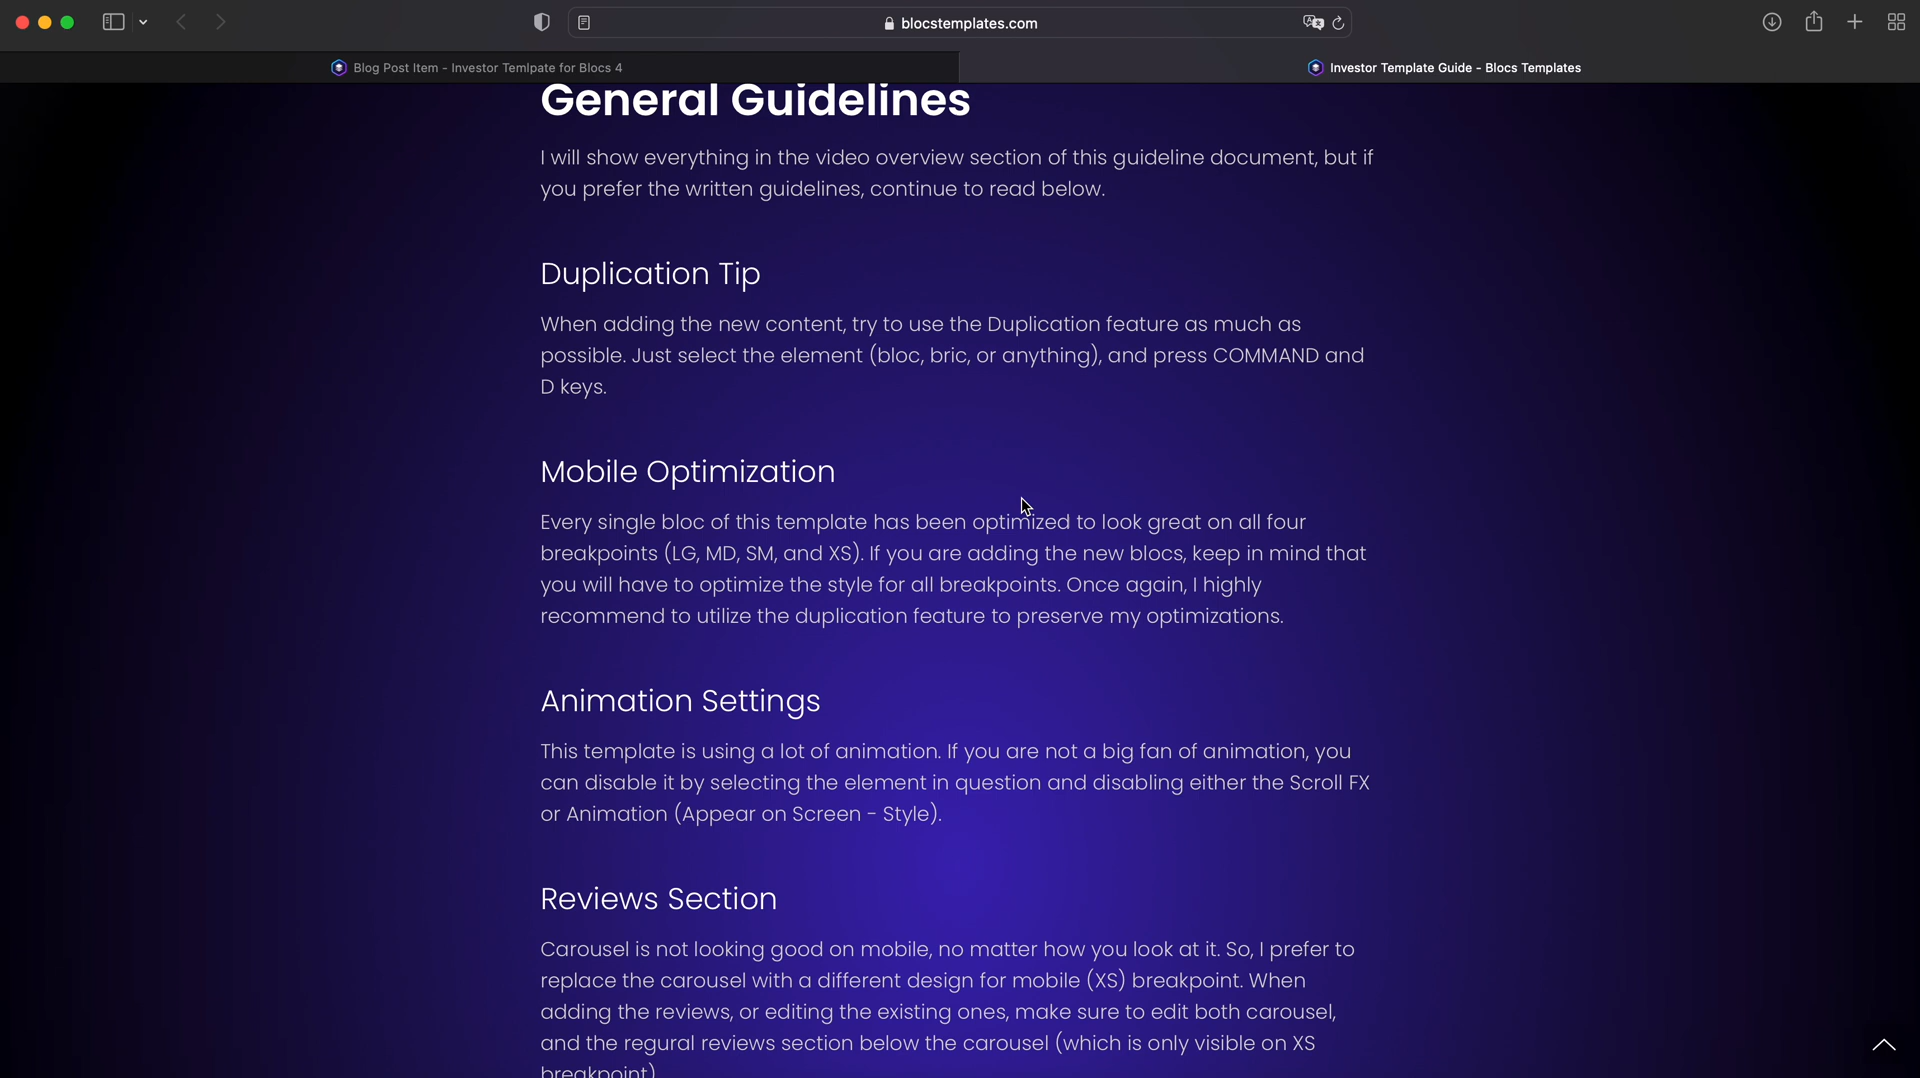 blocstemplates.com
Blog Post Item - Investor Temlpate for Blocs 4
Investor Template Guide - Blocs Templates
General Guidelines
I will show everything in the video overview section of this guideline document, but if
you prefer the written guidelines, continue to read below.
Duplication Tip
When adding the new content, try to use the Duplication feature as much as
possible. Just select the element (bloc, bric, or anything), and press COMMAND and
D keys.
Mobile Optimization
Every single bloc of this template has been optimized to look great on all four
breakpoints (LG, MD, SM, and XS). If you are adding the new blocs, keep in mind that
you will have to optimize the style for all breakpoints. Once again, I highly
recommend to utilize the duplication feature to preserve my optimizations.
Animation Settings
This template is using a lot of animation. If you are not a big fan of animation, you
can disable it by selecting the element in question and disabling either the Scroll FX
or Animation (Appear on Screen - Style).
Reviews Section
Carousel is not looking good on mobile, no matter how you look at it. So, I prefer to
replace the carousel with a different design for mobile (XS) breakpoint. When
adding the reviews, or editing the existing ones, make sure to edit both carousel,
and the regural reviews section below the carousel (which is only visible on XS
breakpoint)